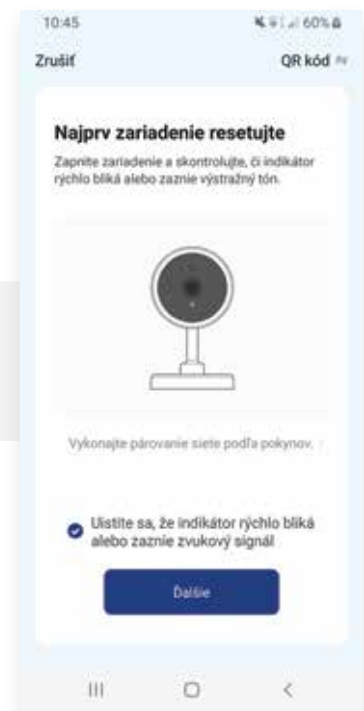 10:45 60%
Zrušiť QR kód
Najprv zariadenie resetujte
Zapnite zariadenie a skontrolujte, či indikátor
rýchlo bliká alebo zaznie výstražný tón.
Vykonajte párovanie siete podľa pokynov. ›
Uistite sa, že indikátor rýchlo bliká
alebo zaznie zvukový signál
Ďalšie